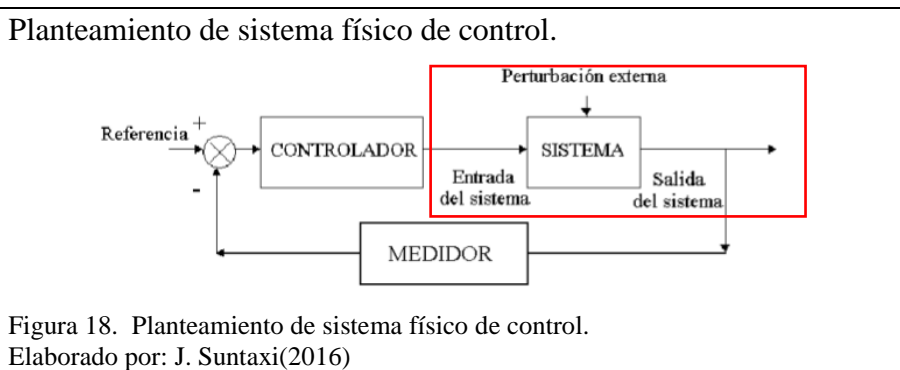 Planteamiento de sistema físico de control.
Perturbación externa
Referencia
+
CONTROLADOR
SISTEMA
Entrada
del sistema
Salida
del sistema
-
MEDIDOR
Figura 18. Planteamiento de sistema físico de control.
Elaborado por: J. Suntaxi(2016)